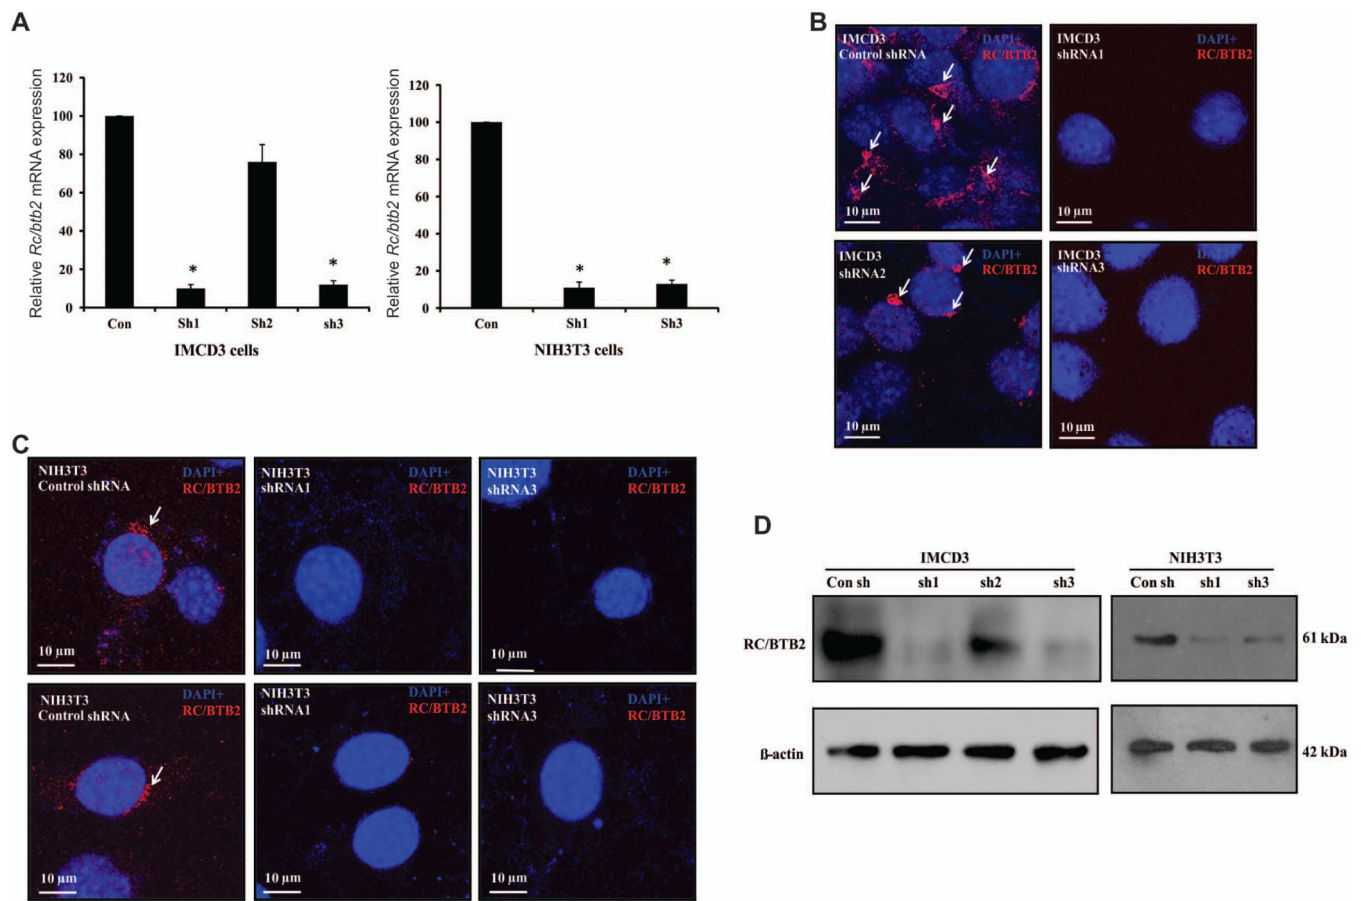 A
Relative Rc/btb2 mRNA expression
120
100
80
60
40
20
0
*
*
Con
Sh1
Sh2
sh3
IMCD3 cells
Relative Rc/btb2 mRNA expression
120
100
80
60
40
20
0
*
*
Con
Sh1
Sh3
NIH3T3 cells
B
IMCD3
Control shRNA
DAPI+
RC/BTB2
10 µm
IMCD3
shRNA1
DAPI+
RC/BTB2
10 µm
IMCD3
shRNA2
DAPI+
RC/BTB2
10 µm
IMCD3
shRNA3
DAPI+
RC/BTB2
10 µm
C
NIH3T3
Control shRNA
DAPI+
RC/BTB2
10 µm
NIH3T3
shRNA1
DAPI+
RC/BTB2
10 µm
NIH3T3
shRNA3
DAPI+
RC/BTB2
10 µm
NIH3T3
Control shRNA
DAPI+
RC/BTB2
10 µm
NIH3T3
shRNA1
DAPI+
RC/BTB2
10 µm
NIH3T3
shRNA3
DAPI+
RC/BTB2
10 µm
D
IMCD3
Con sh sh1 sh2 sh3
NIH3T3
Con sh sh1 sh3
RC/BTB2
61 kDa
ß-actin
42 kDa